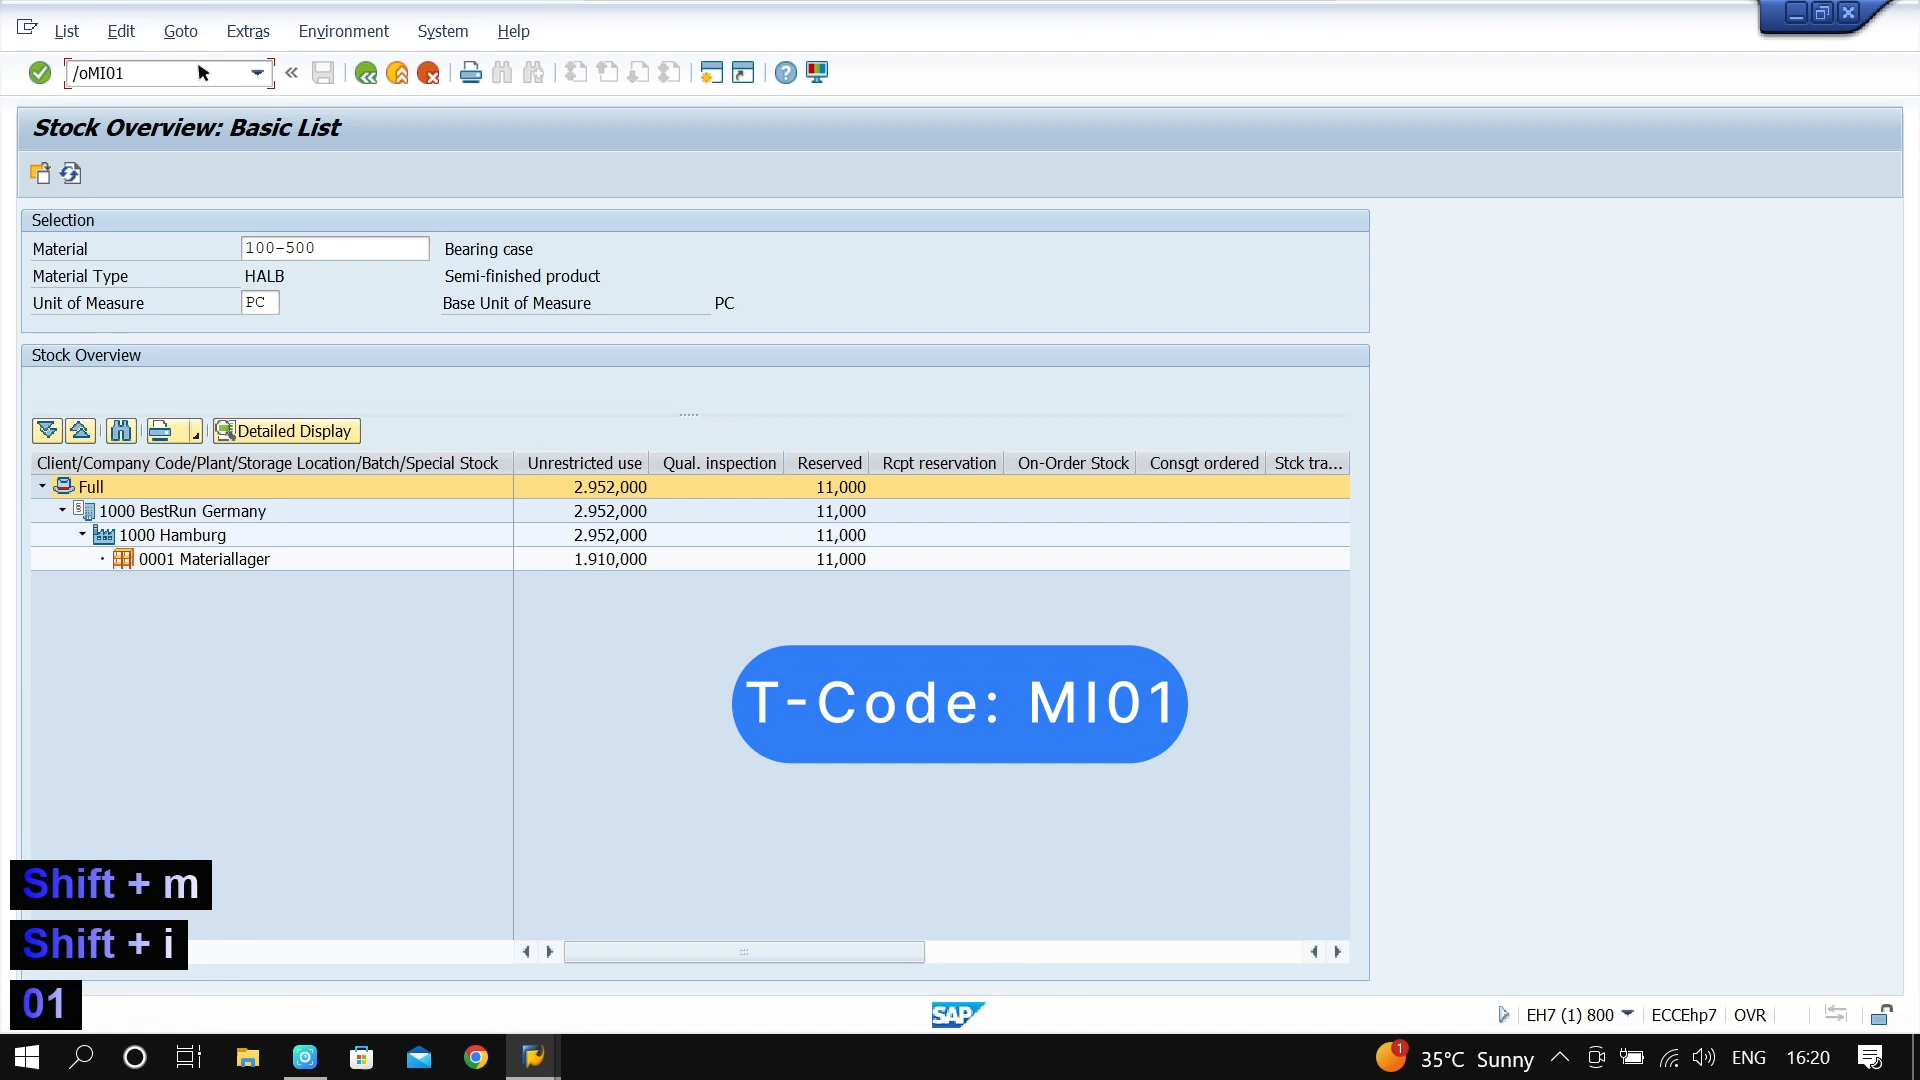 List Edit Goto Extras Environment System Help
/oMI01
Stock Overview: Basic List
Selection
Material 100-500 Bearing case
Material Type HALB Semi-finished product
Unit of Measure PC Base Unit of Measure PC
Stock Overview
Detailed Display
Client/Company Code/Plant/Storage Location/Batch/Special Stock Unrestricted use Qual. inspection Reserved Rcpt reservation On-Order Stock Consgt ordered Stck tra...
Full 2.952,000 11,000
1000 BestRun Germany 2.952,000 11,000
1000 Hamburg 2.952,000 11,000
0001 Materiallager 1.910,000 11,000
T-Code: MI01
Shift + m
Shift + i
01
SAP EH7 (1) 800 ECCEhp7 OVR
1 35°C Sunny ENG 16:20